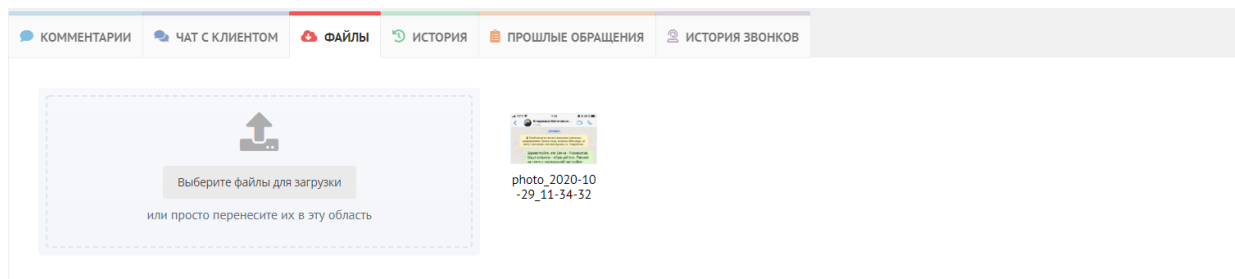 КОММЕНТАРИИ ЧАТ С КЛИЕНТОМ ФАЙЛЫ ИСТОРИЯ ПРОШЛЫЕ ОБРАЩЕНИЯ ИСТОРИЯ ЗВОНКОВ
Выберите файлы для загрузки
или просто перенесите их в эту область
photo_2020-10
-29_11-34-32